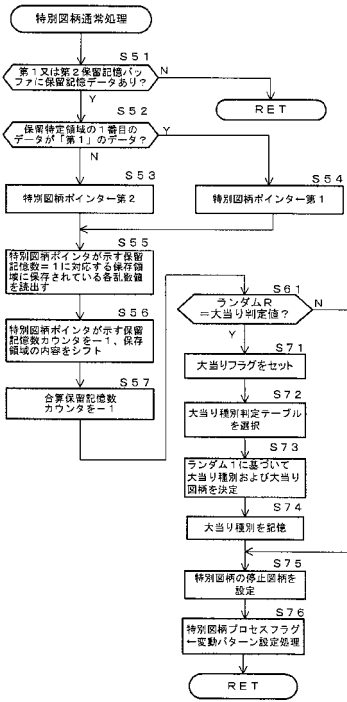 特別図柄通常処理
S51
第1又は第2保留記憶バッ
ファに保留記憶データあり?
N
Y
RET
S52
保留特定領域の1番目の
データが「第1」のデータ?
Y
N
S53
特別図柄ポインター第2
S54
特別図柄ポインター第1
S55
特別図柄ポインタが示す保留
記憶数=1に対応する保存領
域に保存されている各乱数値
を読出す
S56
特別図柄ポインタが示す保留
記憶数カウンタをー1、保存
領域の内容をシフト
S57
合算保留記憶数
カウンタをー1
S61
ランダムR
=大当り判定値?
N
Y
S71
大当りフラグをセット
S72
大当り種別判定テーブル
を選択
S73
ランダム1に基づいて
大当り種別および大当り
図柄を決定
S74
大当り種別を記憶
S75
特別図柄の停止図柄を
設定
S76
特別図柄プロセスフラグ
←変動パターン設定処理
RET